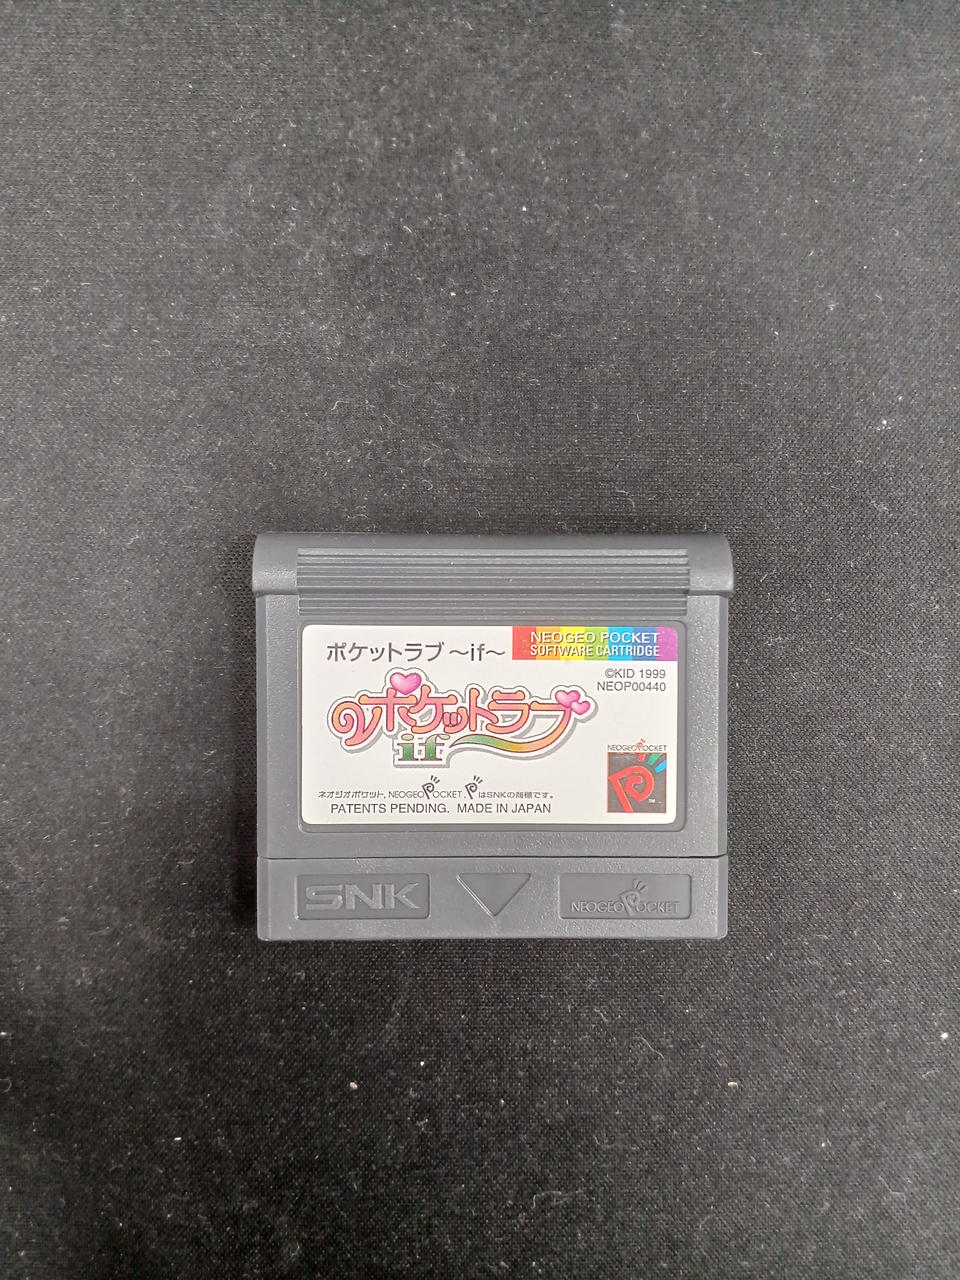 ポケットラブ～if～
NEOGEO POCKET
SOFTWARE CARTRIDGE
©KID 1999
NEOP00440
ポケットラブ
if
NEOGEO POCKET
TM
ネオジオポケット, NEOGEO POCKET , P はSNKの商標です。
PATENTS PENDING. MADE IN JAPAN
SNK
NEOGEO POCKET